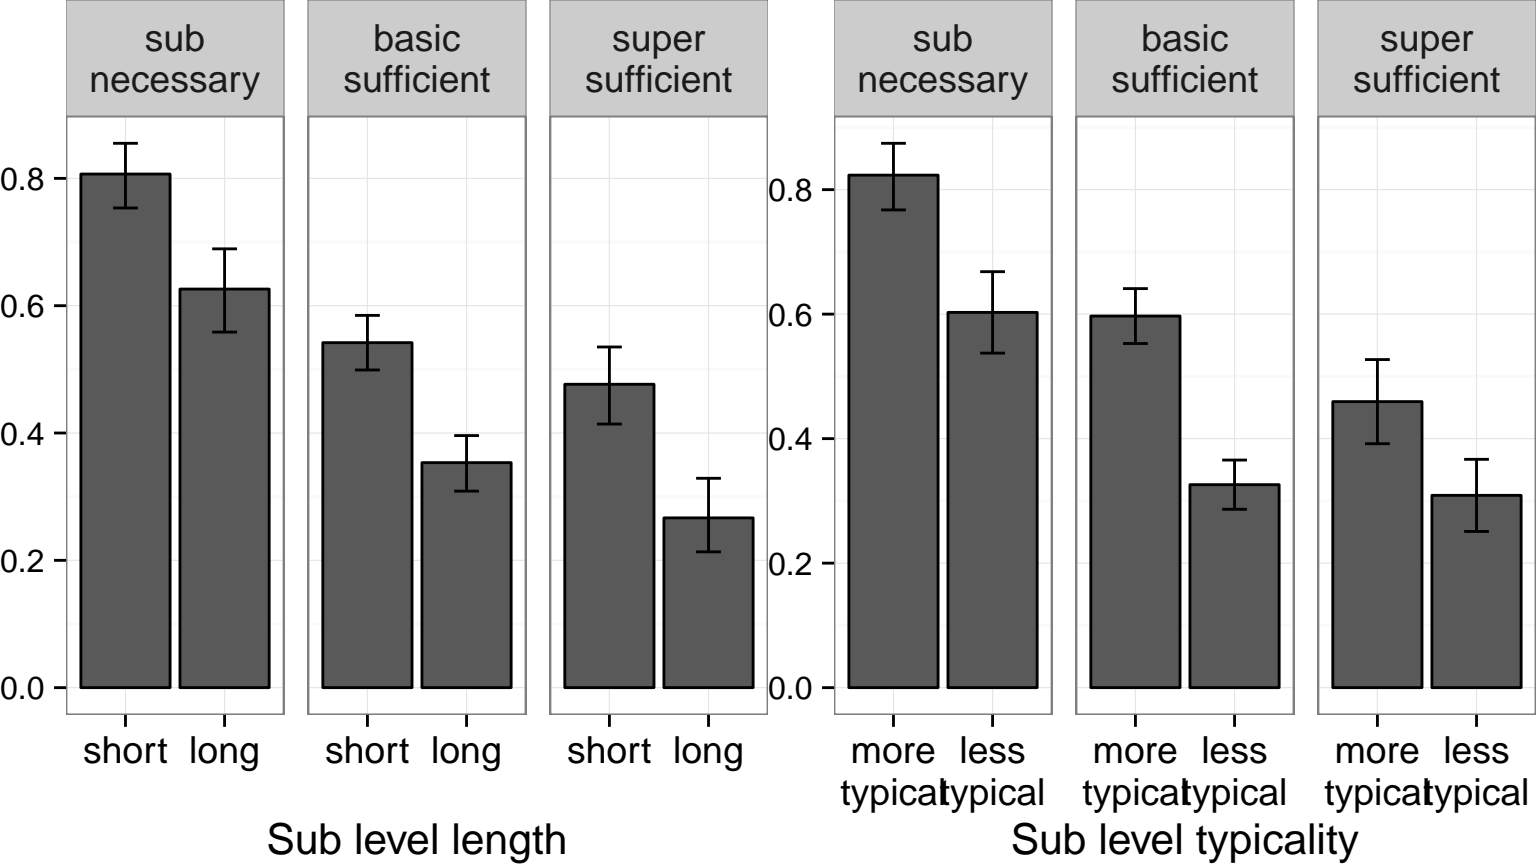 sub
necessary
basic
sufficient
super
sufficient
sub
necessary
basic
sufficient
super
sufficient
0.8
0.6
0.4
0.2
0.0
0.8
0.6
0.4
0.2
0.0
short long
short long
short long
more less
typical typical
more less
typical typical
more less
typical typical
Sub level length
Sub level typicality